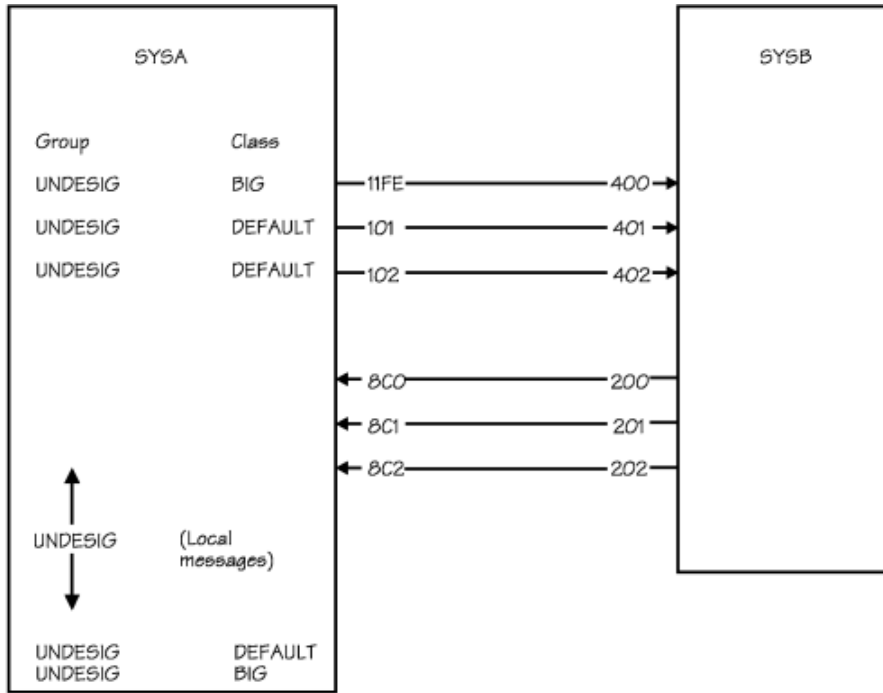 SYSA
SYSB
Group Class
UNDESIG BIG 11FE 400
UNDESIG DEFAULT 101 401
UNDESIG DEFAULT 102 402
8C0 200
8C1 201
8C2 202
UNDESIG (Local
messages)
UNDESIG DEFAULT
UNDESIG BIG